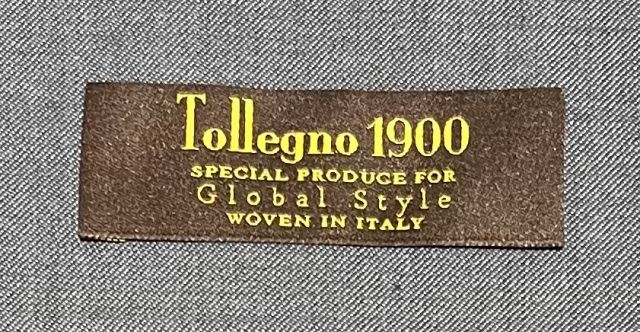 Tollegno 1900
SPECIAL PRODUCE FOR
Global Style
WOVEN IN ITALY